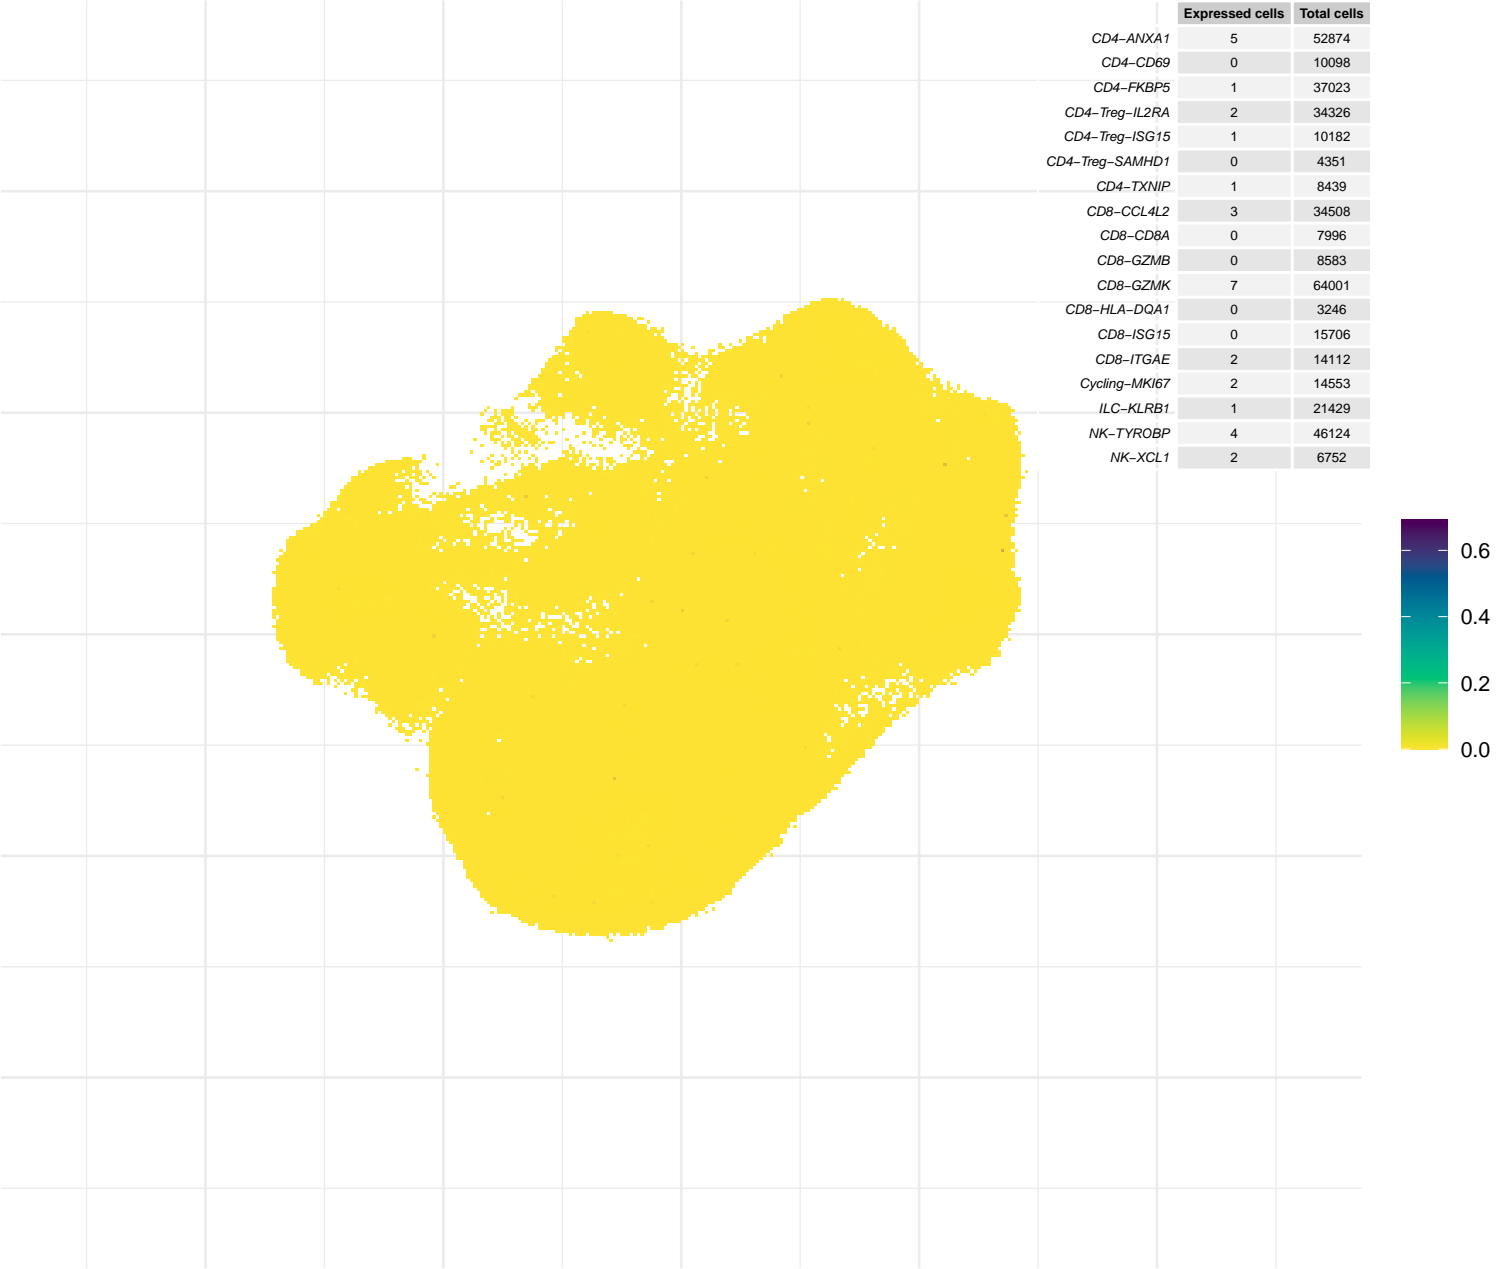 Expressed cells Total cells
CD4−ANXA1 5 52874
CD4−CD69 0 10098
CD4−FKBP5 1 37023
CD4−Treg−IL2RA 2 34326
CD4−Treg−ISG15 1 10182
CD4−Treg−SAMHD1 0 4351
CD4−TXNIP 1 8439
CD8−CCL4L2 3 34508
CD8−CD8A 0 7996
CD8−GZMB 0 8583
CD8−GZMK 7 64001
CD8−HLA−DQA1 0 3246
CD8−ISG15 0 15706
CD8−ITGAE 2 14112
Cycling−MKI67 2 14553
ILC−KLRB1 1 21429
NK−TYROBP 4 46124
NK−XCL1 2 6752
0.6
0.4
0.2
0.0